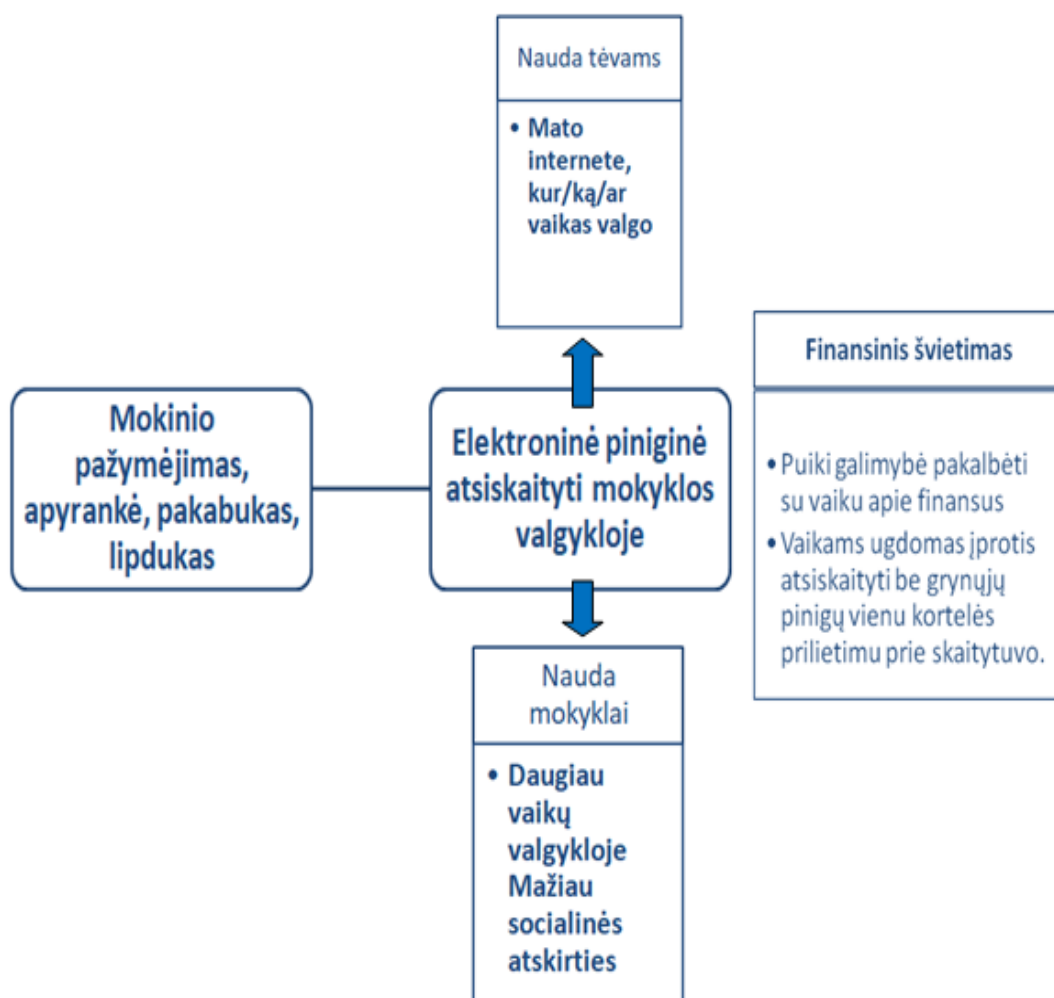 Nauda tėvams
• Mato
internete,
kur/ką/ar
vaikas valgo
Mokinio
pažymėjimas,
apyrankė, pakabukas,
lipdukas
Elektroninė piniginė
atsiskaityti mokyklos
valgykloje
Finansinis švietimas
• Puiki galimybė pakalbėti
su vaiku apie finansus
• Vaikams ugdomas įprotis
atsiskaityti be grynųjų
pinigų vienu kortelės
prilietimu prie skaitytuvo.
Nauda
mokyklai
• Daugiau
vaikų
valgykloje
Mažiau
socialinės
atskirties